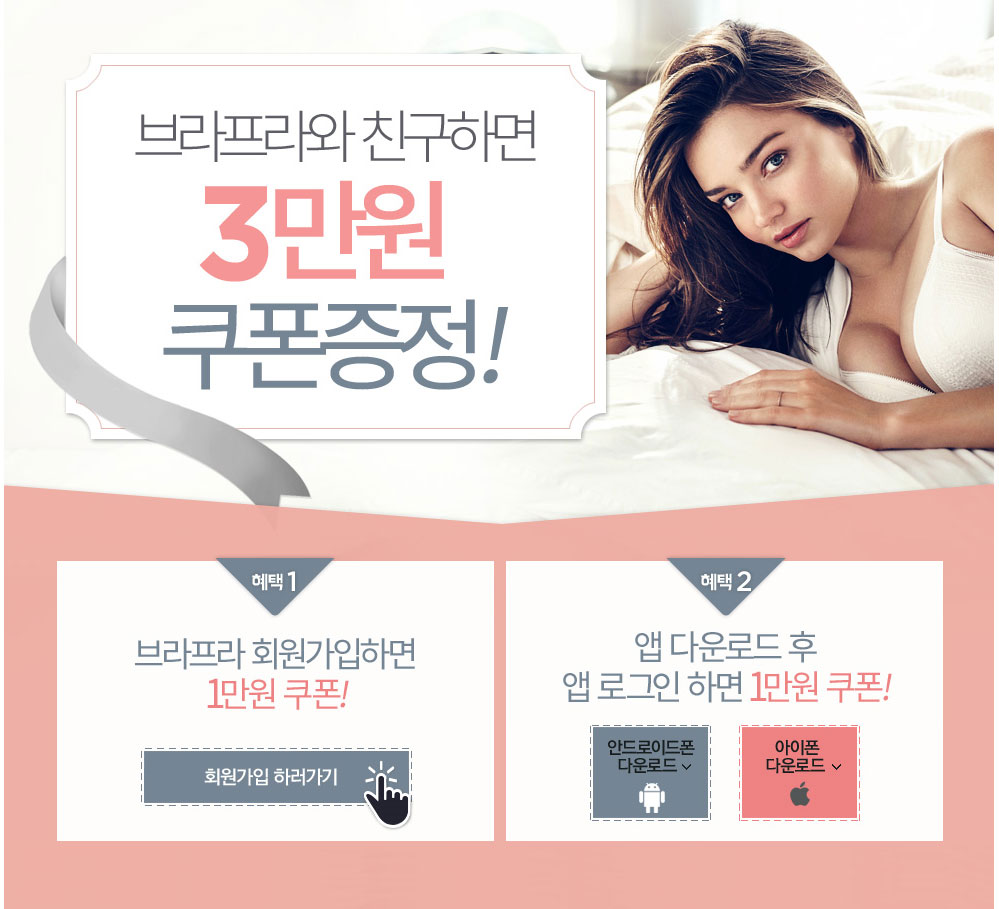 브라프라와 친구하면
3만원
쿠폰증정!
혜택 1
브라프라 회원가입하면
1만원 쿠폰!
회원가입 하러가기
혜택 2
앱 다운로드 후
앱 로그인 하면 1만원 쿠폰!
안드로이드폰
다운로드
아이폰
다운로드